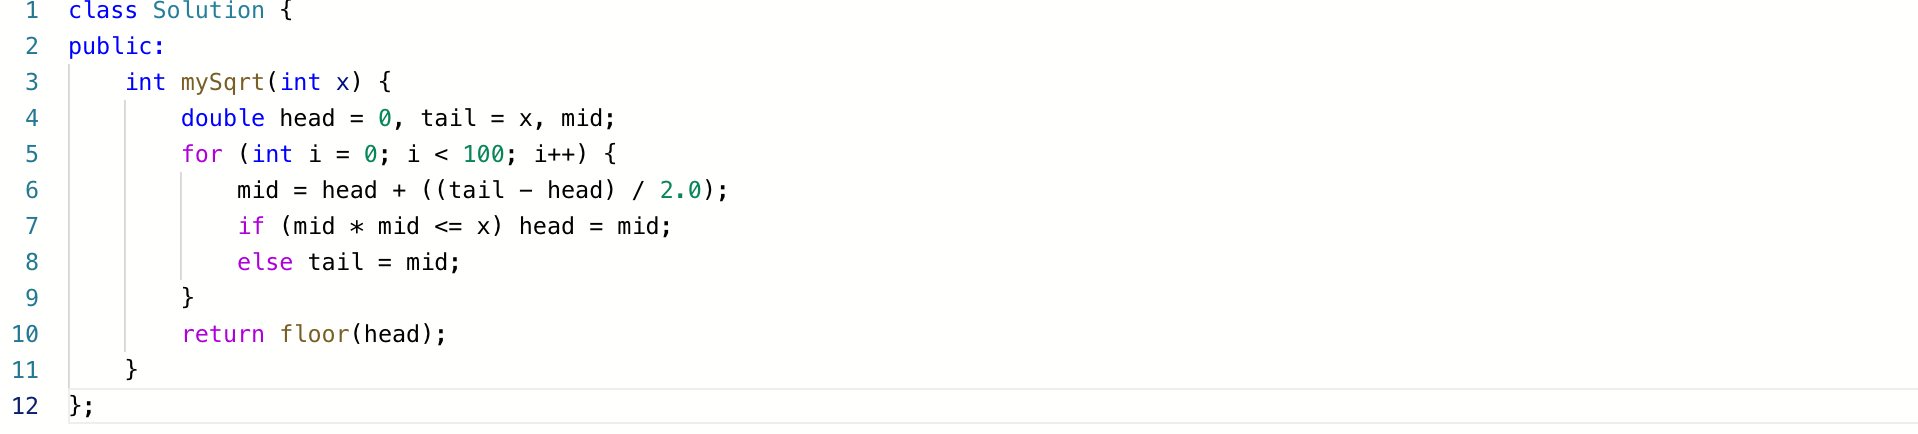 1 class Solution {
2 public:
3     int mySqrt(int x) {
4         double head = 0, tail = x, mid;
5         for (int i = 0; i < 100; i++) {
6             mid = head + ((tail - head) / 2.0);
7             if (mid * mid <= x) head = mid;
8             else tail = mid;
9         }
10         return floor(head);
11     }
12 };